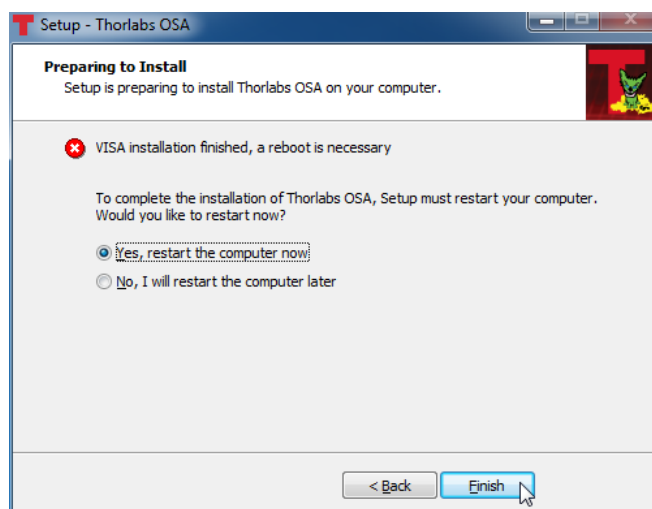 Setup - Thorlabs OSA
Preparing to Install
Setup is preparing to install Thorlabs OSA on your computer.
VISA installation finished, a reboot is necessary
To complete the installation of Thorlabs OSA, Setup must restart your computer.
Would you like to restart now?
Yes, restart the computer now
No, I will restart the computer later
< Back Finish